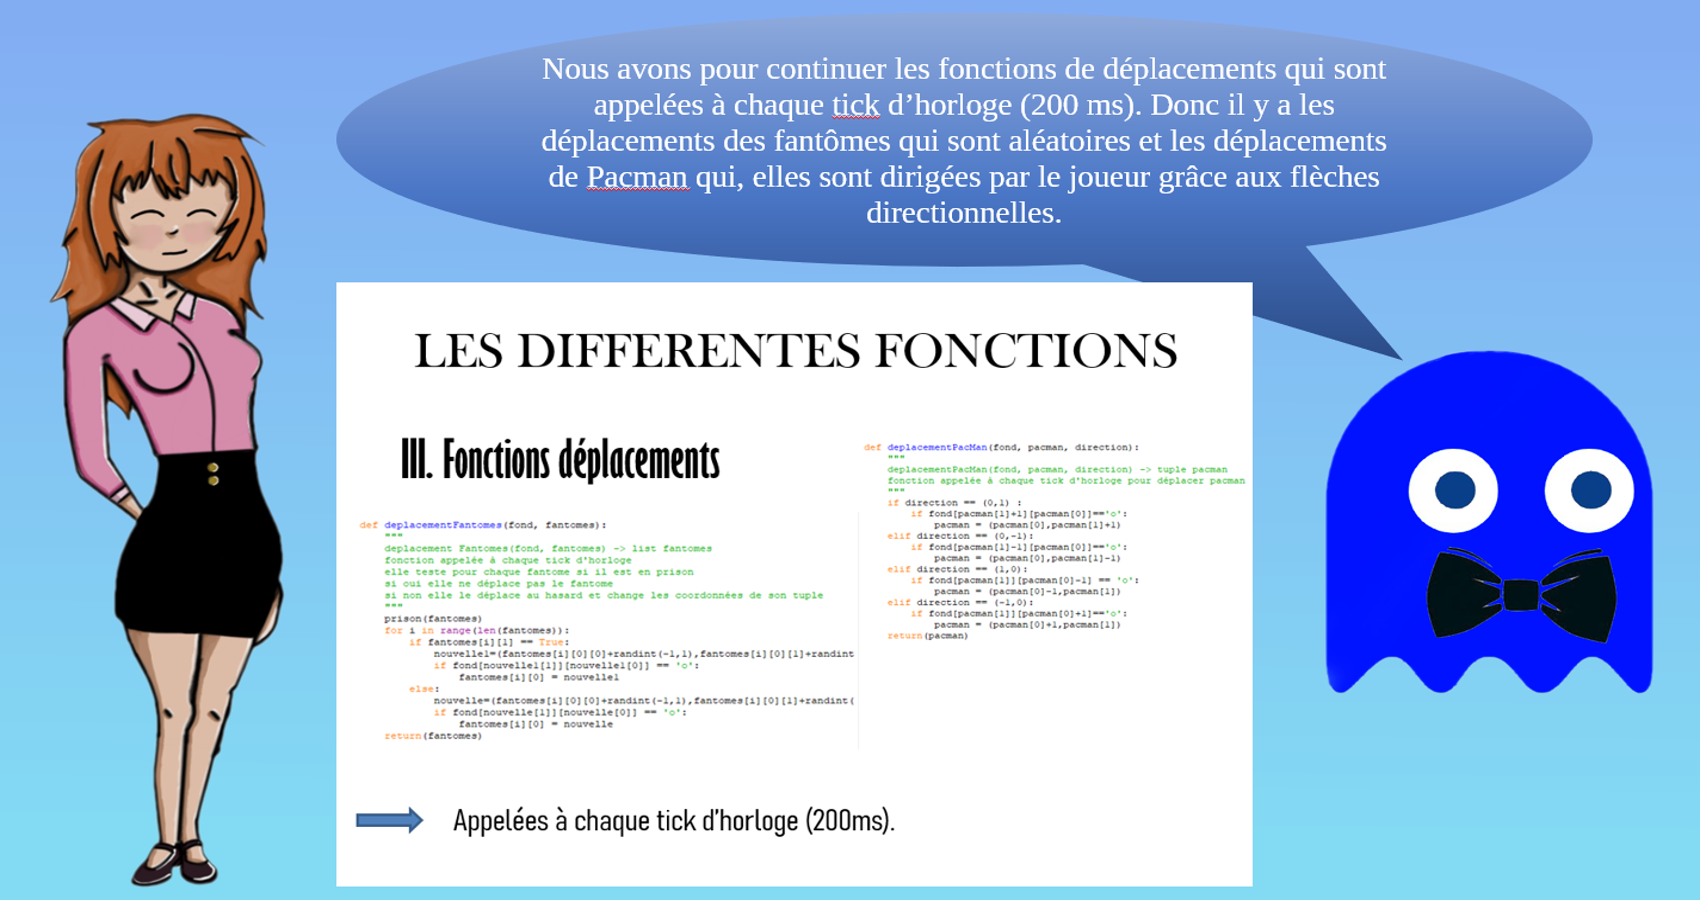 Nous avons pour continuer les fonctions de déplacements qui sont
appelées à chaque tick d’horloge (200 ms). Donc il y a les
déplacements des fantômes qui sont aléatoires et les déplacements
de Pacman qui, elles sont dirigées par le joueur grâce aux flèches
directionnelles.
LES DIFFERENTES FONCTIONS
III. Fonctions déplacements
def deplacementFantomes(fond, fantomes):
"""
deplacement Fantomes(fond, fantomes) -> list fantomes
fonction appelée à chaque tick d'horloge
elle teste pour chaque fantome si il est en prison
si oui elle ne déplace pas le fantome
si non elle le déplace au hasard et change les coordonnées de son tuple
"""
prison(fantomes)
for i in range(len(fantomes)):
if fantomes[i][1] == True:
nouvelle1=(fantomes[i][0][0]+randint(-1,1),fantomes[i][0][1]+randint
if fond[nouvelle1[1]][nouvelle1[0]] == 'o':
fantomes[i][0] = nouvelle1
else:
nouvelle=(fantomes[i][0][0]+randint(-1,1),fantomes[i][0][1]+randint(
if fond[nouvelle[1]][nouvelle[0]] == 'o':
fantomes[i][0] = nouvelle
return(fantomes)
def deplacementPacMan(fond, pacman, direction):
"""
deplacementPacMan(fond, pacman, direction) -> tuple pacman
fonction appelée à chaque tick d'horloge pour déplacer pacman
"""
if direction == (0,1) :
if fond[pacman[1]+1][pacman[0]]=='o':
pacman = (pacman[0],pacman[1]+1)
elif direction == (0,-1):
if fond[pacman[1]-1][pacman[0]]=='o':
pacman = (pacman[0],pacman[1]-1)
elif direction == (1,0):
if fond[pacman[1]][pacman[0]-1] == 'o':
pacman = (pacman[0]-1,pacman[1])
elif direction == (-1,0):
if fond[pacman[1]][pacman[0]+1]=='o':
pacman = (pacman[0]+1,pacman[1])
return(pacman)
Appelées à chaque tick d’horloge (200ms).